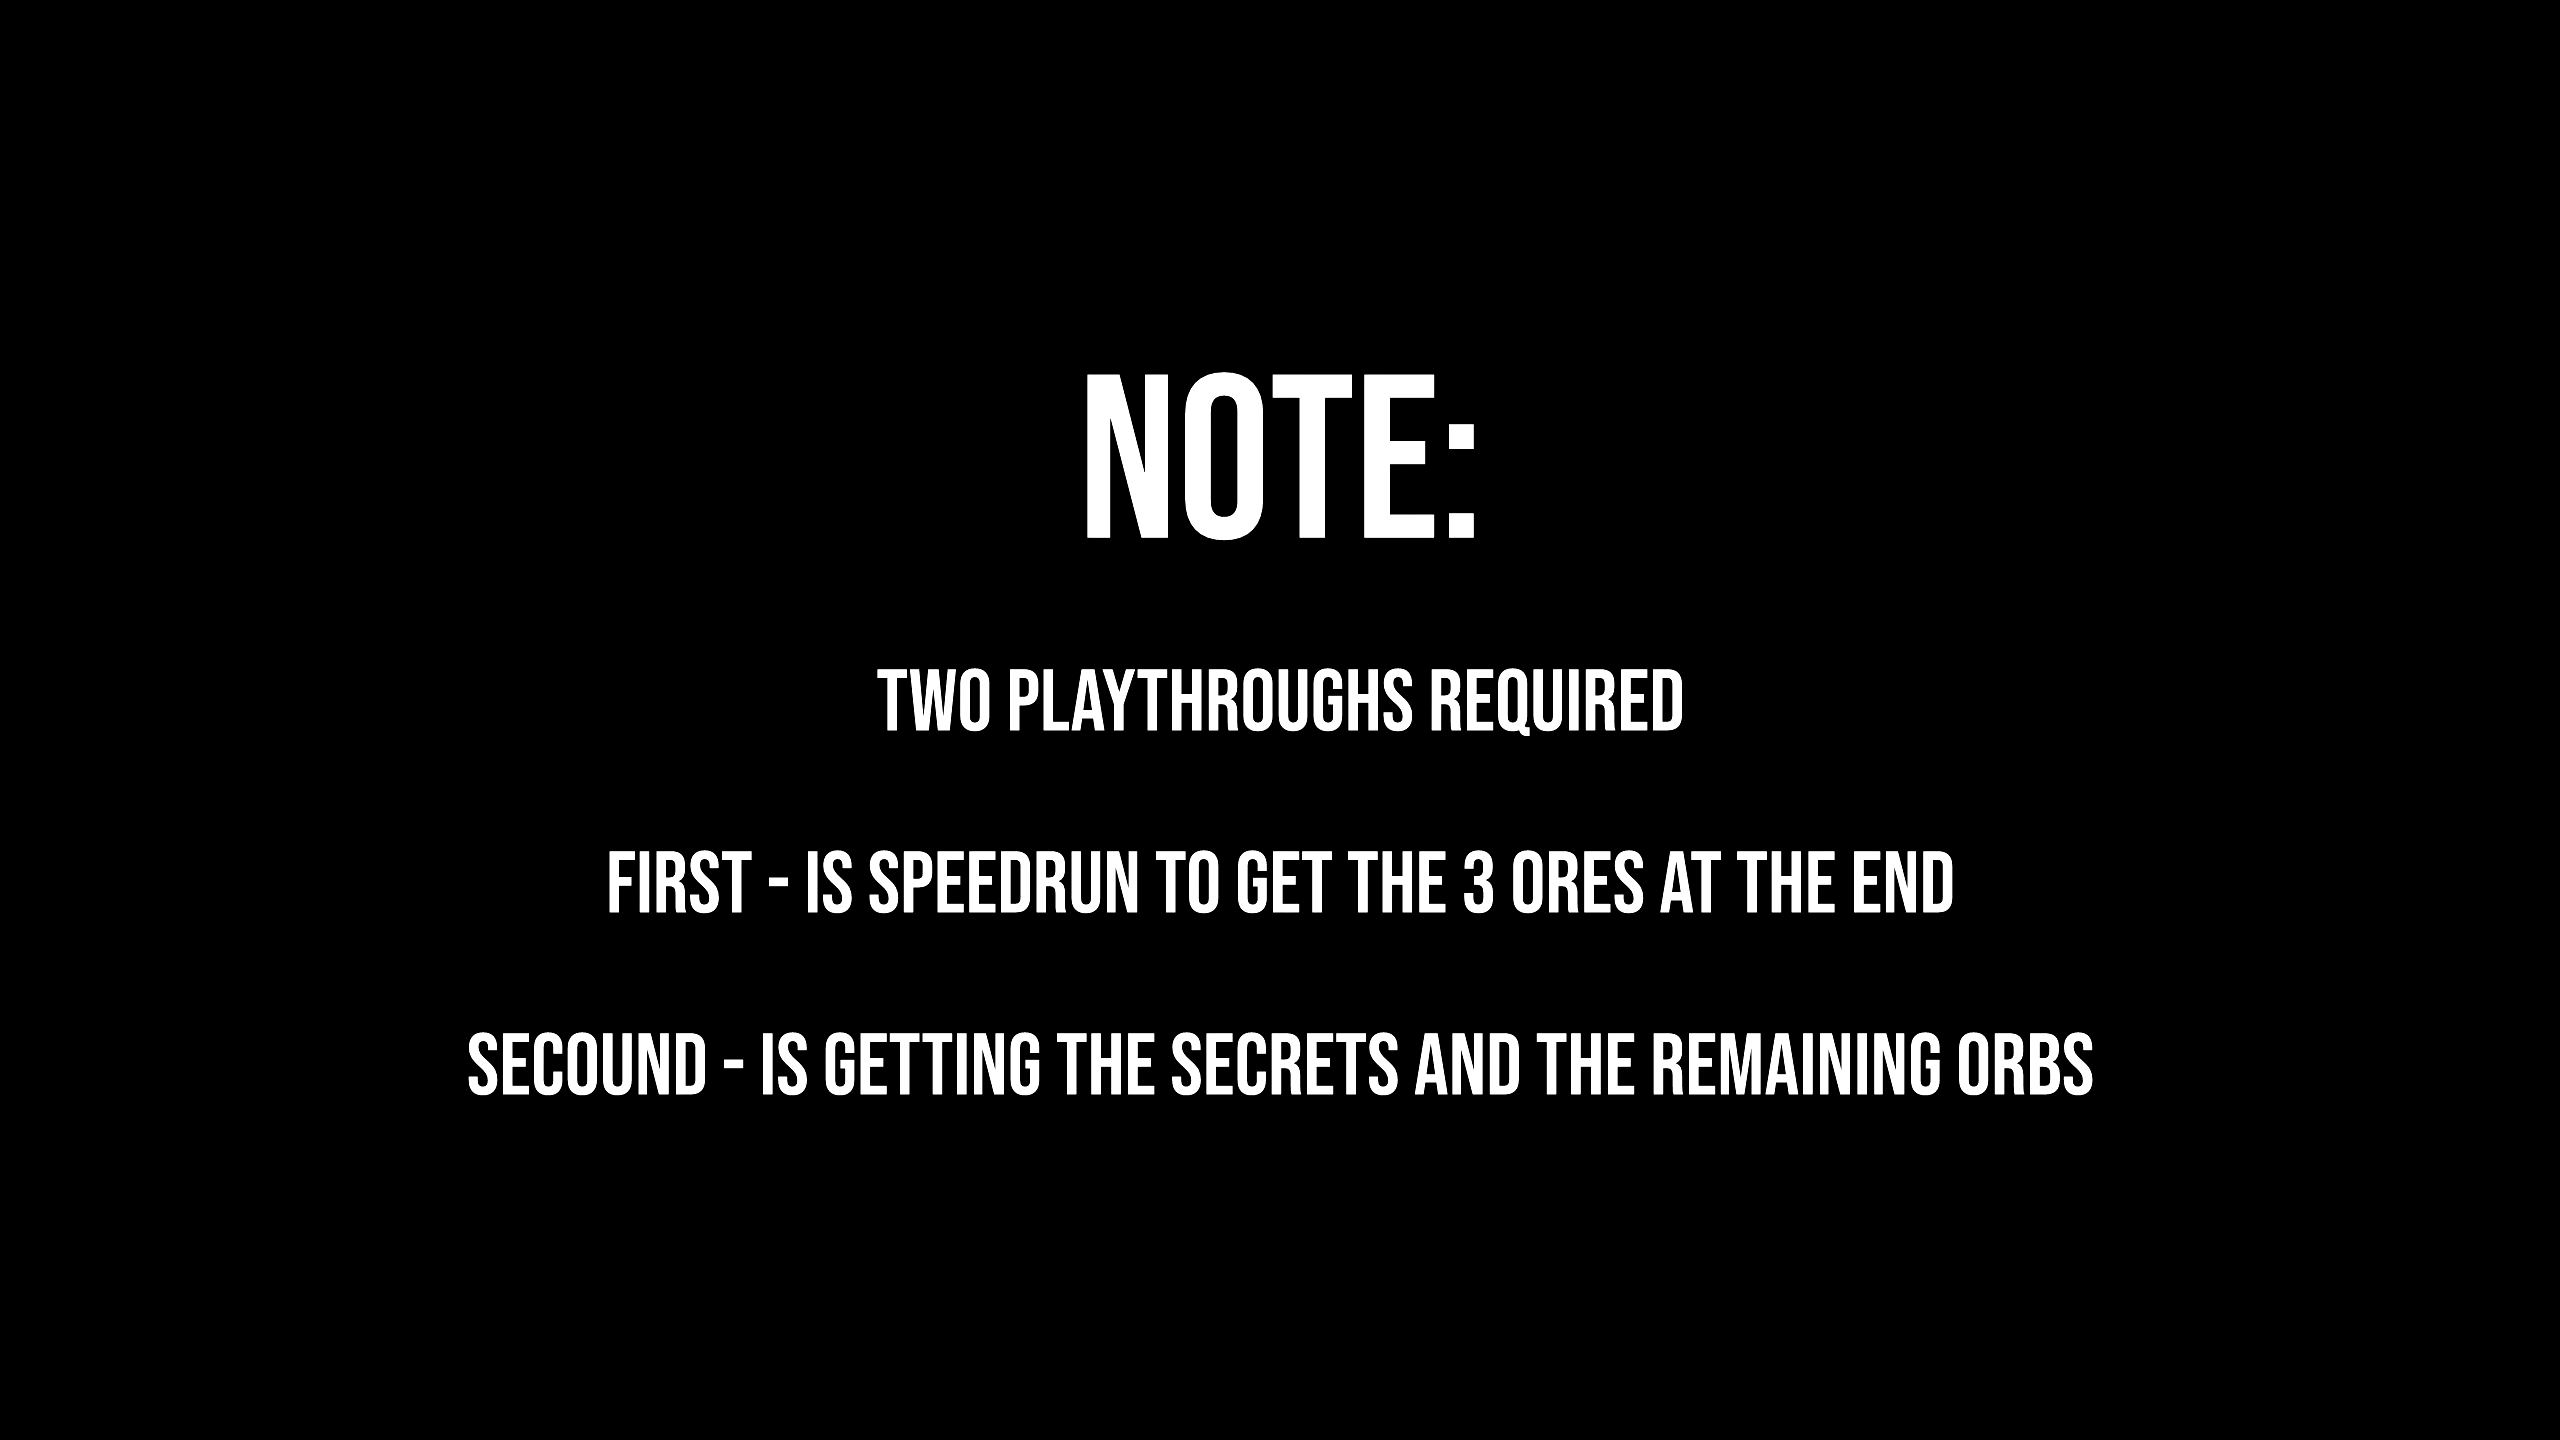 NOTE:
TWO PLAYTHROUGHS REQUIRED
FIRST - IS SPEEDRUN TO GET THE 3 ORES AT THE END
SECOUND - IS GETTING THE SECRETS AND THE REMAINING ORBS